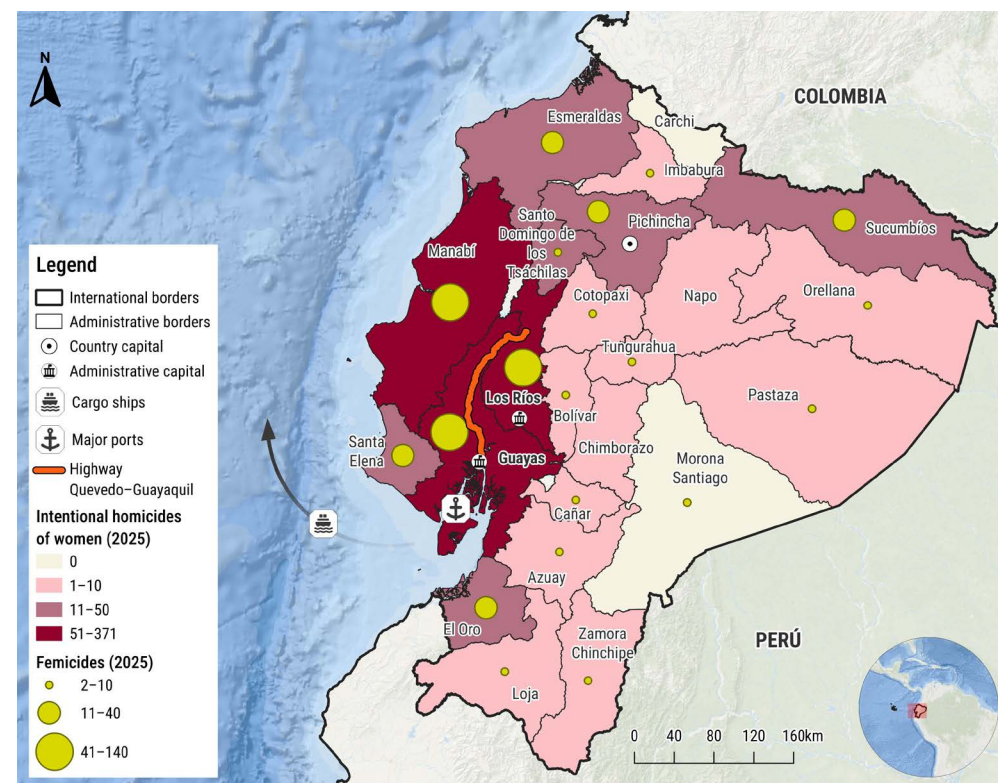 N
COLOMBIA
Esmeraldas
Carchi
Imbabura
Santo
Domingo de
los
Tsáchilas
Pichincha
Sucumbíos
Manabí
Cotopaxi
Napo
Orellana
Tungurahua
Los Ríos
Bolívar
Pastaza
Santa
Elena
Guayas
Chimborazo
Morona
Santiago
Cañar
Azuay
El Oro
Zamora
Chinchipe
Loja
PERÚ
0 40 80 120 160km
Legend
International borders
Administrative borders
Country capital
Administrative capital
Cargo ships
Major ports
Highway
Quevedo–Guayaquil
Intentional homicides
of women (2025)
0
1–10
11–50
51–371
Femicides (2025)
2–10
11–40
41–140